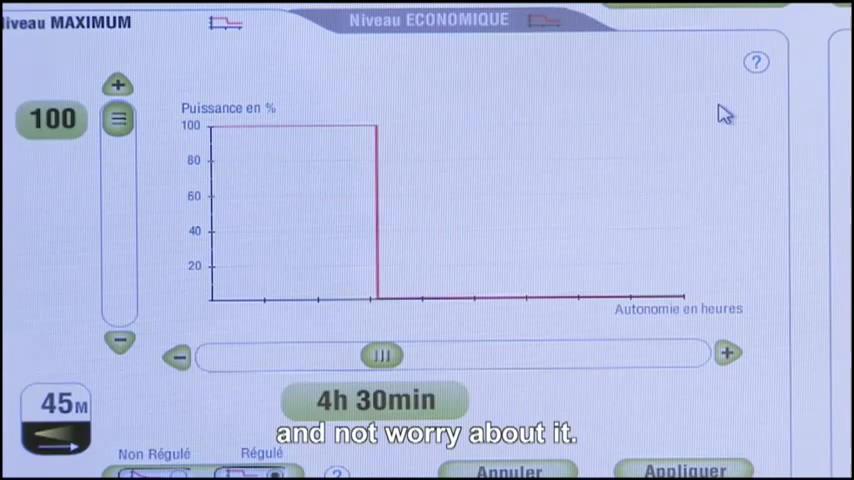 Niveau MAXIMUM
Niveau ECONOMIQUE
?
+
100
Puissance en %
100
80
60
40
20
Autonomie en heures
4h 30min
45M
and not worry about it.
Non Régulé
Régulé
?
Annuler
Appliquer